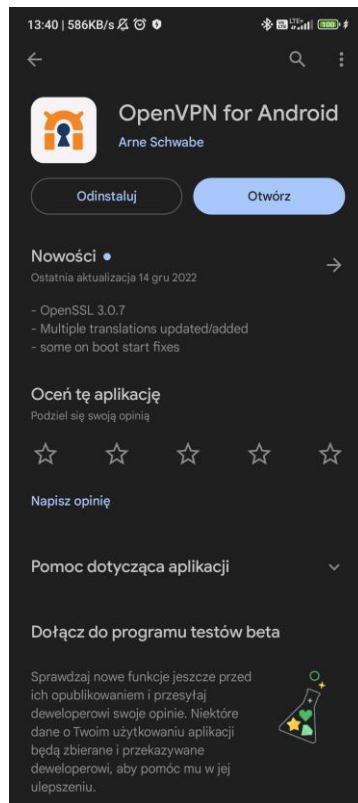 13:40 | 586KB/s
LTE+
100
OpenVPN for Android
Arne Schwabe
Odinstaluj
Otwórz
Nowości
Ostatnia aktualizacja 14 gru 2022
- OpenSSL 3.0.7
- Multiple translations updated/added
- some on boot start fixes
Oceń tę aplikację
Podziel się swoją opinią
Napisz opinię
Pomoc dotycząca aplikacji
Dołącz do programu testów beta
Sprawdzaj nowe funkcje jeszcze przed
ich opublikowaniem i przesyłaj
deweloperowi swoje opinie. Niektóre
dane o Twoim użytkowaniu aplikacji
będą zbierane i przekazywane
deweloperowi, aby pomóc mu w jej
ulepszeniu.